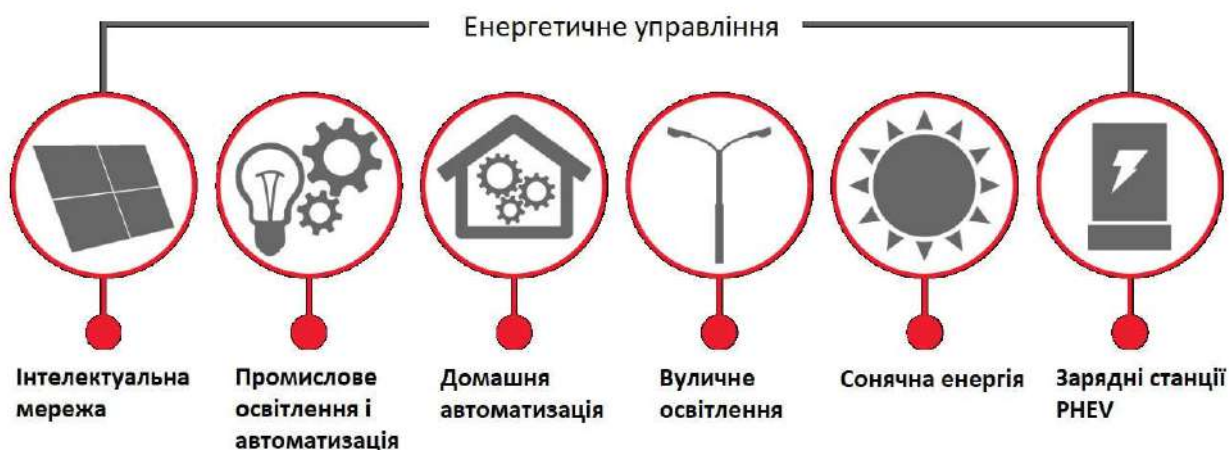 Енергетичне управління
Інтелектуальна
мережа
Промислове
освітлення і
автоматизація
Домашня
автоматизація
Вуличне
освітлення
Сонячна енергія
Зарядні станції
PHEV